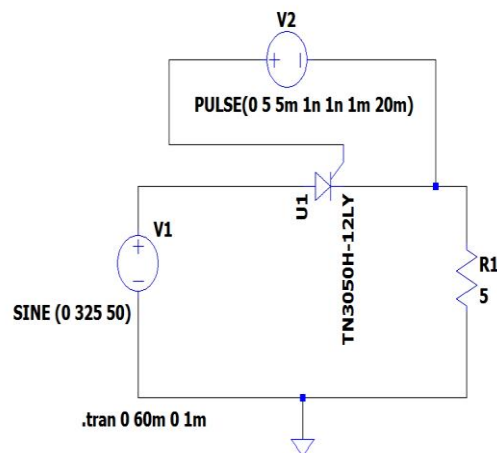 V2
PULSE(0 5 5m 1n 1n 1m 20m)
U1
TN3050H-12LY
V1
SINE (0 325 50)
R1
5
.tran 0 60m 0 1m